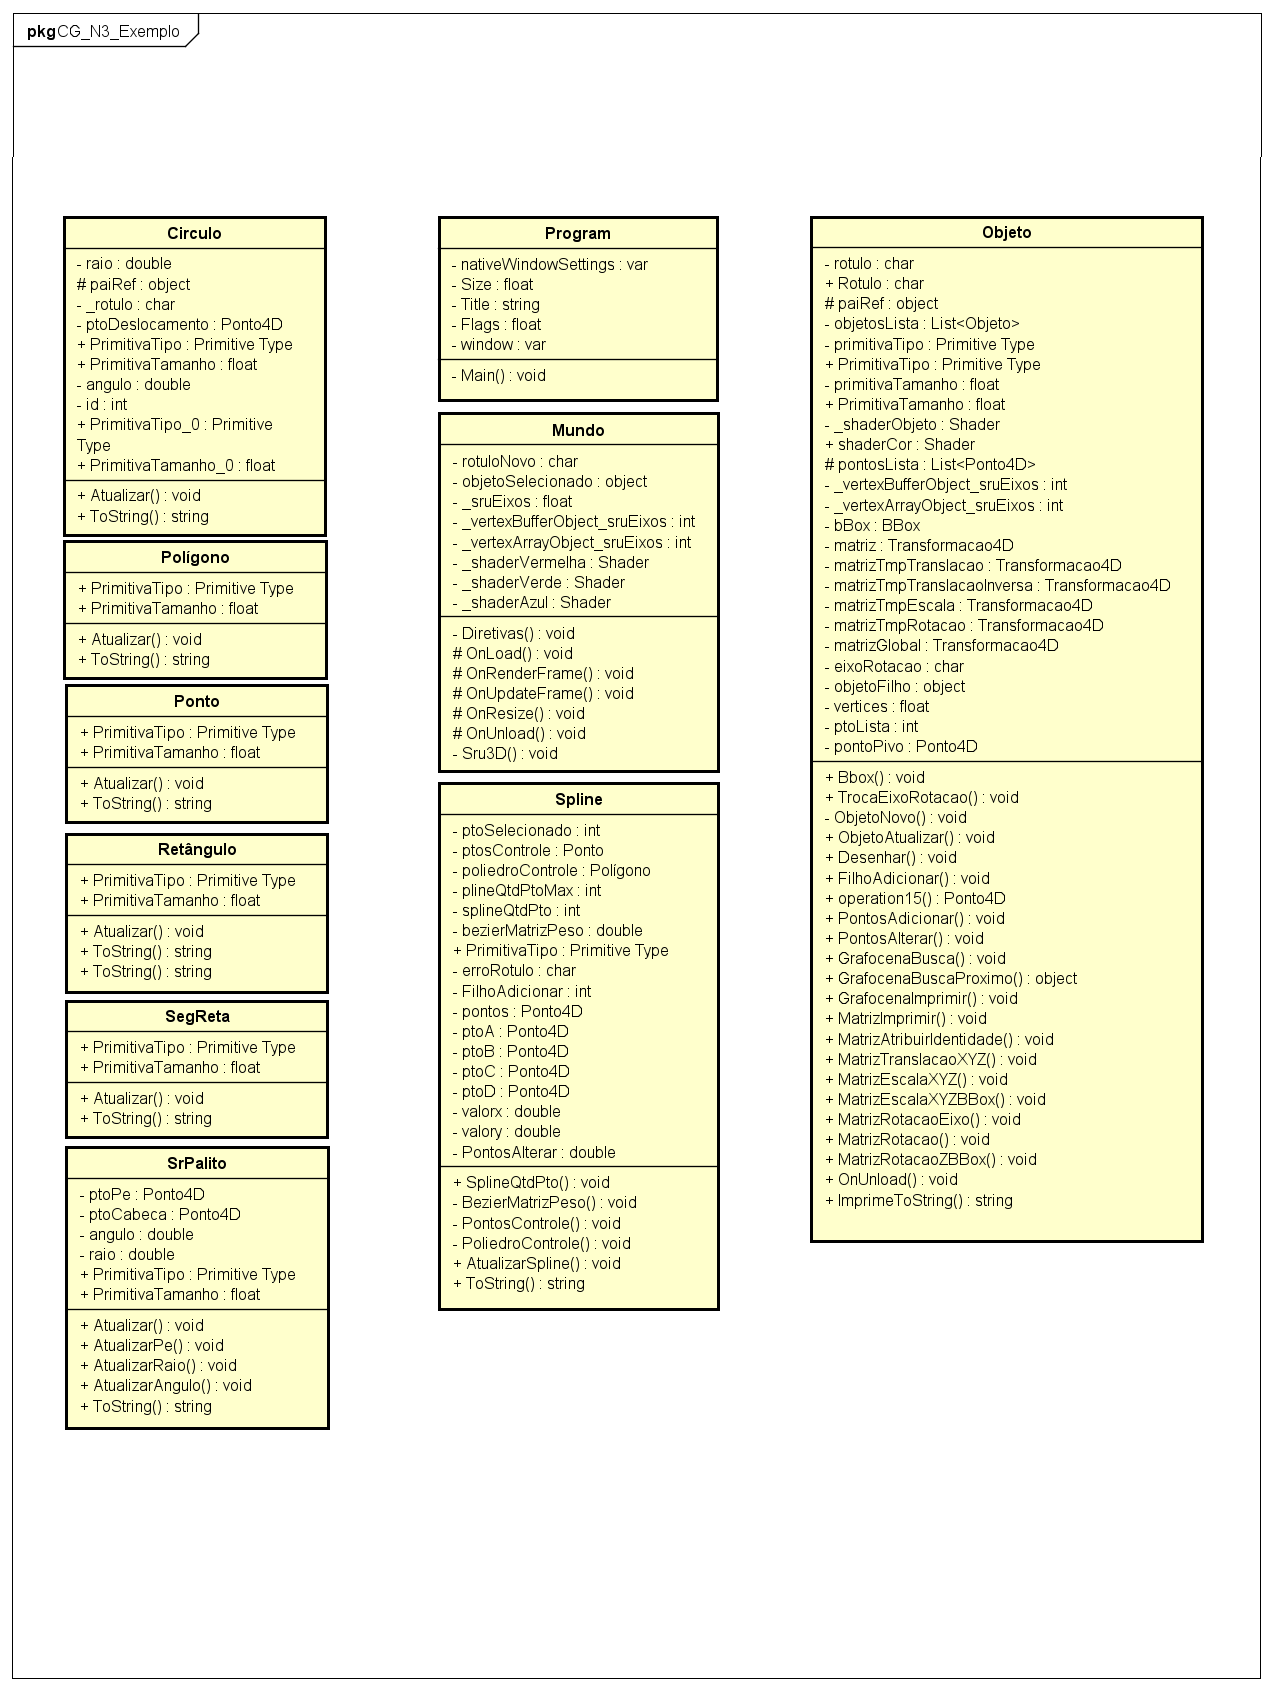 pkg CG_N3_Exemplo
Circulo
- raio : double
# paiRef : object
- _rotulo : char
- ptoDeslocamento : Ponto4D
+ PrimitivaTipo : Primitive Type
+ PrimitivaTamanho : float
- angulo : double
- id : int
+ PrimitivaTipo_0 : Primitive
Type
+ PrimitivaTamanho_0 : float
+ Atualizar() : void
+ ToString() : string
Polígono
+ PrimitivaTipo : Primitive Type
+ PrimitivaTamanho : float
+ Atualizar() : void
+ ToString() : string
Ponto
+ PrimitivaTipo : Primitive Type
+ PrimitivaTamanho : float
+ Atualizar() : void
+ ToString() : string
Retângulo
+ PrimitivaTipo : Primitive Type
+ PrimitivaTamanho : float
+ Atualizar() : void
+ ToString() : string
+ ToString() : string
SegReta
+ PrimitivaTipo : Primitive Type
+ PrimitivaTamanho : float
+ Atualizar() : void
+ ToString() : string
SrPalito
- ptoPe : Ponto4D
- ptoCabeca : Ponto4D
- angulo : double
- raio : double
+ PrimitivaTipo : Primitive Type
+ PrimitivaTamanho : float
+ Atualizar() : void
+ AtualizarPe() : void
+ AtualizarRaio() : void
+ AtualizarAngulo() : void
+ ToString() : string
Program
- nativeWindowSettings : var
- Size : float
- Title : string
- Flags : float
- window : var
- Main() : void
Mundo
- rotuloNovo : char
- objetoSelecionado : object
- _sruEixos : float
- _vertexBufferObject_sruEixos : int
- _vertexArrayObject_sruEixos : int
- _shaderVermelha : Shader
- _shaderVerde : Shader
- _shaderAzul : Shader
- Diretivas() : void
# OnLoad() : void
# OnRenderFrame() : void
# OnUpdateFrame() : void
# OnResize() : void
# OnUnload() : void
- Sru3D() : void
Spline
- ptoSelecionado : int
- ptosControle : Ponto
- poliedroControle : Polígono
- plineQtdPtoMax : int
- splineQtdPto : int
- bezierMatrizPeso : double
+ PrimitivaTipo : Primitive Type
- erroRotulo : char
- FilhoAdicionar : int
- pontos : Ponto4D
- ptoA : Ponto4D
- ptoB : Ponto4D
- ptoC : Ponto4D
- ptoD : Ponto4D
- valorx : double
- valory : double
- PontosAlterar : double
+ SplineQtdPto() : void
- BezierMatrizPeso() : void
- PontosControle() : void
- PoliedroControle() : void
+ AtualizarSpline() : void
+ ToString() : string
Objeto
- rotulo : char
+ Rotulo : char
# paiRef : object
- objetosLista : List<Objeto>
- primitivaTipo : Primitive Type
+ PrimitivaTipo : Primitive Type
- primitivaTamanho : float
+ PrimitivaTamanho : float
- _shaderObjeto : Shader
+ shaderCor : Shader
# pontosLista : List<Ponto4D>
- _vertexBufferObject_sruEixos : int
- _vertexArrayObject_sruEixos : int
- bBox : BBox
- matriz : Transformacao4D
- matrizTmpTranslacao : Transformacao4D
- matrizTmpTranslacaoInversa : Transformacao4D
- matrizTmpEscala : Transformacao4D
- matrizTmpRotacao : Transformacao4D
- matrizGlobal : Transformacao4D
- eixoRotacao : char
- objetoFilho : object
- vertices : float
- ptoLista : int
- pontoPivo : Ponto4D
+ Bbox() : void
+ TrocaEixoRotacao() : void
- ObjetoNovo() : void
+ ObjetoAtualizar() : void
+ Desenhar() : void
+ FilhoAdicionar() : void
+ operation15() : Ponto4D
+ PontosAdicionar() : void
+ PontosAlterar() : void
+ GrafocenaBusca() : void
+ GrafocenaBuscaProximo() : object
+ GrafocenaImprimir() : void
+ MatrizImprimir() : void
+ MatrizAtribuirIdentidade() : void
+ MatrizTranslacaoXYZ() : void
+ MatrizEscalaXYZ() : void
+ MatrizEscalaXYZBBox() : void
+ MatrizRotacaoEixo() : void
+ MatrizRotacao() : void
+ MatrizRotacaoZBBox() : void
+ OnUnload() : void
+ ImprimeToString() : string